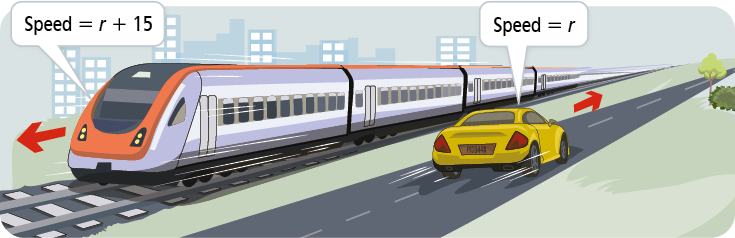 Speed = r + 15
Speed = r